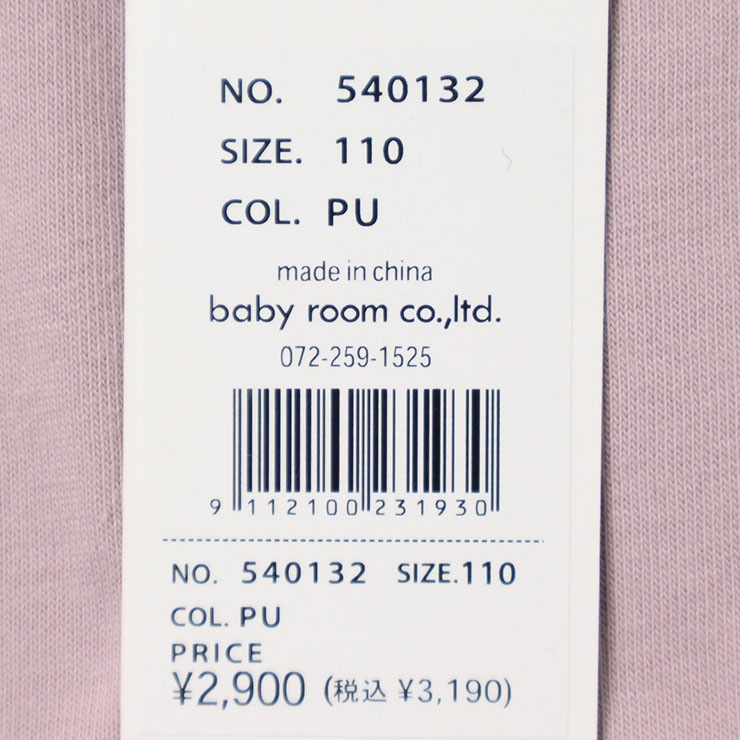 NO. 540132
SIZE. 110
COL. PU
made in china
baby room co.,ltd.
072-259-1525
9 112100 231930
NO. 540132 SIZE.110
COL. PU
PRICE
¥2,900 (税込 ¥3,190)